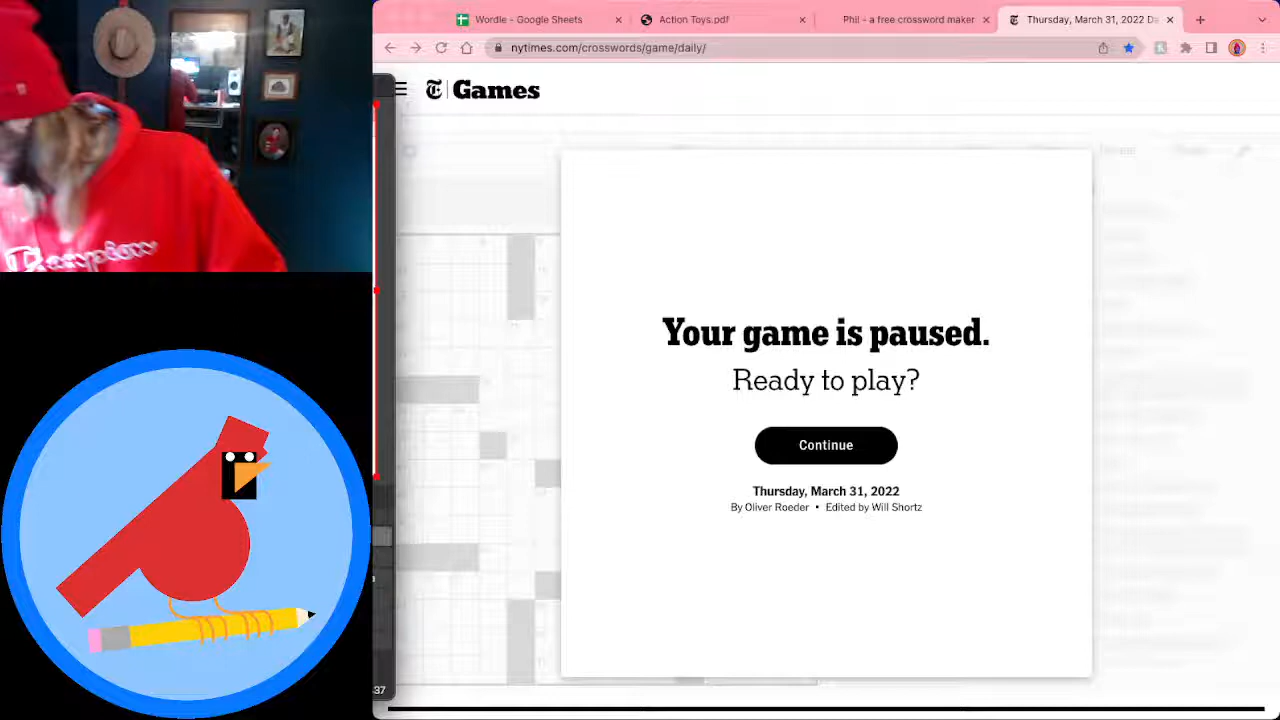 Wordle - Google Sheets
Action Toys.pdf
Phil - a free crossword maker
Thursday, March 31, 2022 Da
nytimes.com/crosswords/game/daily/
Games
Your game is paused.
Ready to play?
Continue
Thursday, March 31, 2022
By Oliver Roeder • Edited by Will Shortz
Champion
37